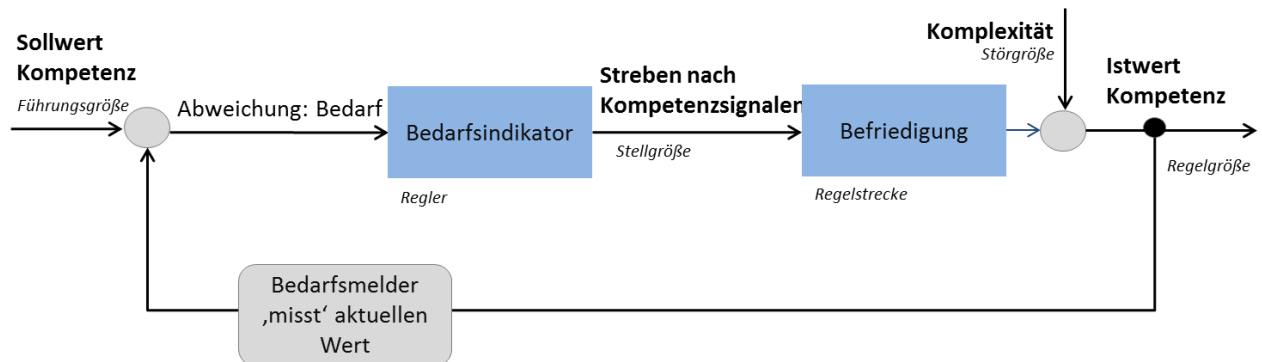 Sollwert
Kompetenz
Führungsgröße
Abweichung: Bedarf
Bedarfsindikator
Regler
Streben nach
Kompetenzsignalen
Stellgröße
Befriedigung
Regelstrecke
Komplexität
Störgröße
Istwert
Kompetenz
Regelgröße
Bedarfsmelder
‚misst‘ aktuellen
Wert